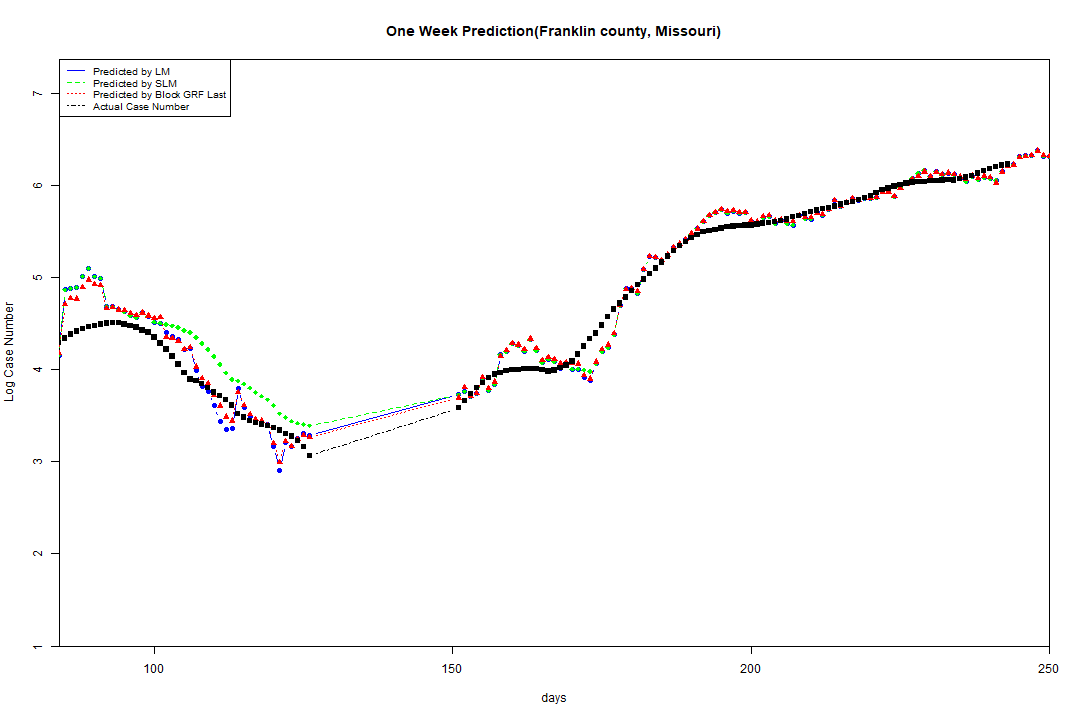 One Week Prediction(Franklin county, Missouri)
Predicted by LM
Predicted by SLM
Predicted by Block GRF Last
Actual Case Number
7
6
5
4
3
2
1
Log Case Number
100 150 200 250
days